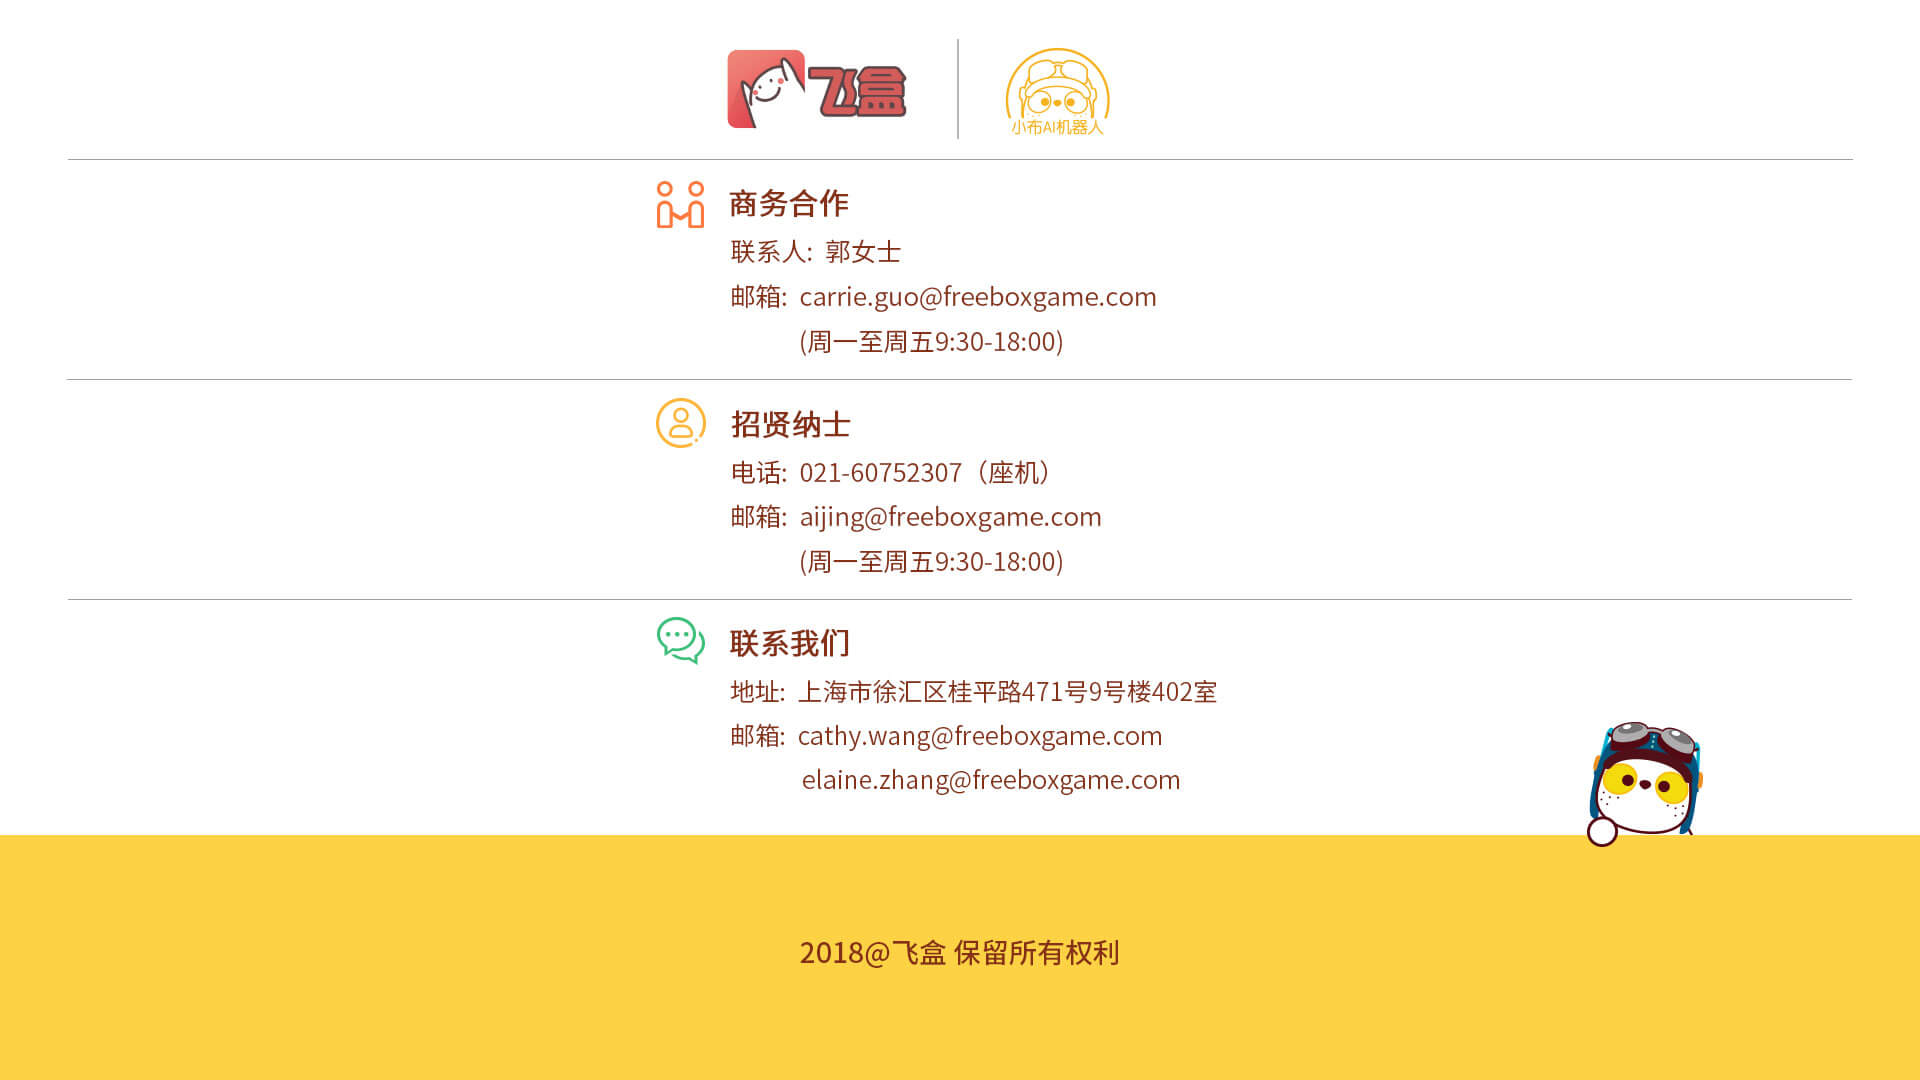 飞盒
小布AI机器人
商务合作
联系人: 郭女士
邮箱: carrie.guo@freeboxgame.com
(周一至周五9:30-18:00)
招贤纳士
电话: 021-60752307（座机）
邮箱: aijing@freeboxgame.com
(周一至周五9:30-18:00)
联系我们
地址: 上海市徐汇区桂平路471号9号楼402室
邮箱: cathy.wang@freeboxgame.com
elaine.zhang@freeboxgame.com
2018@飞盒 保留所有权利